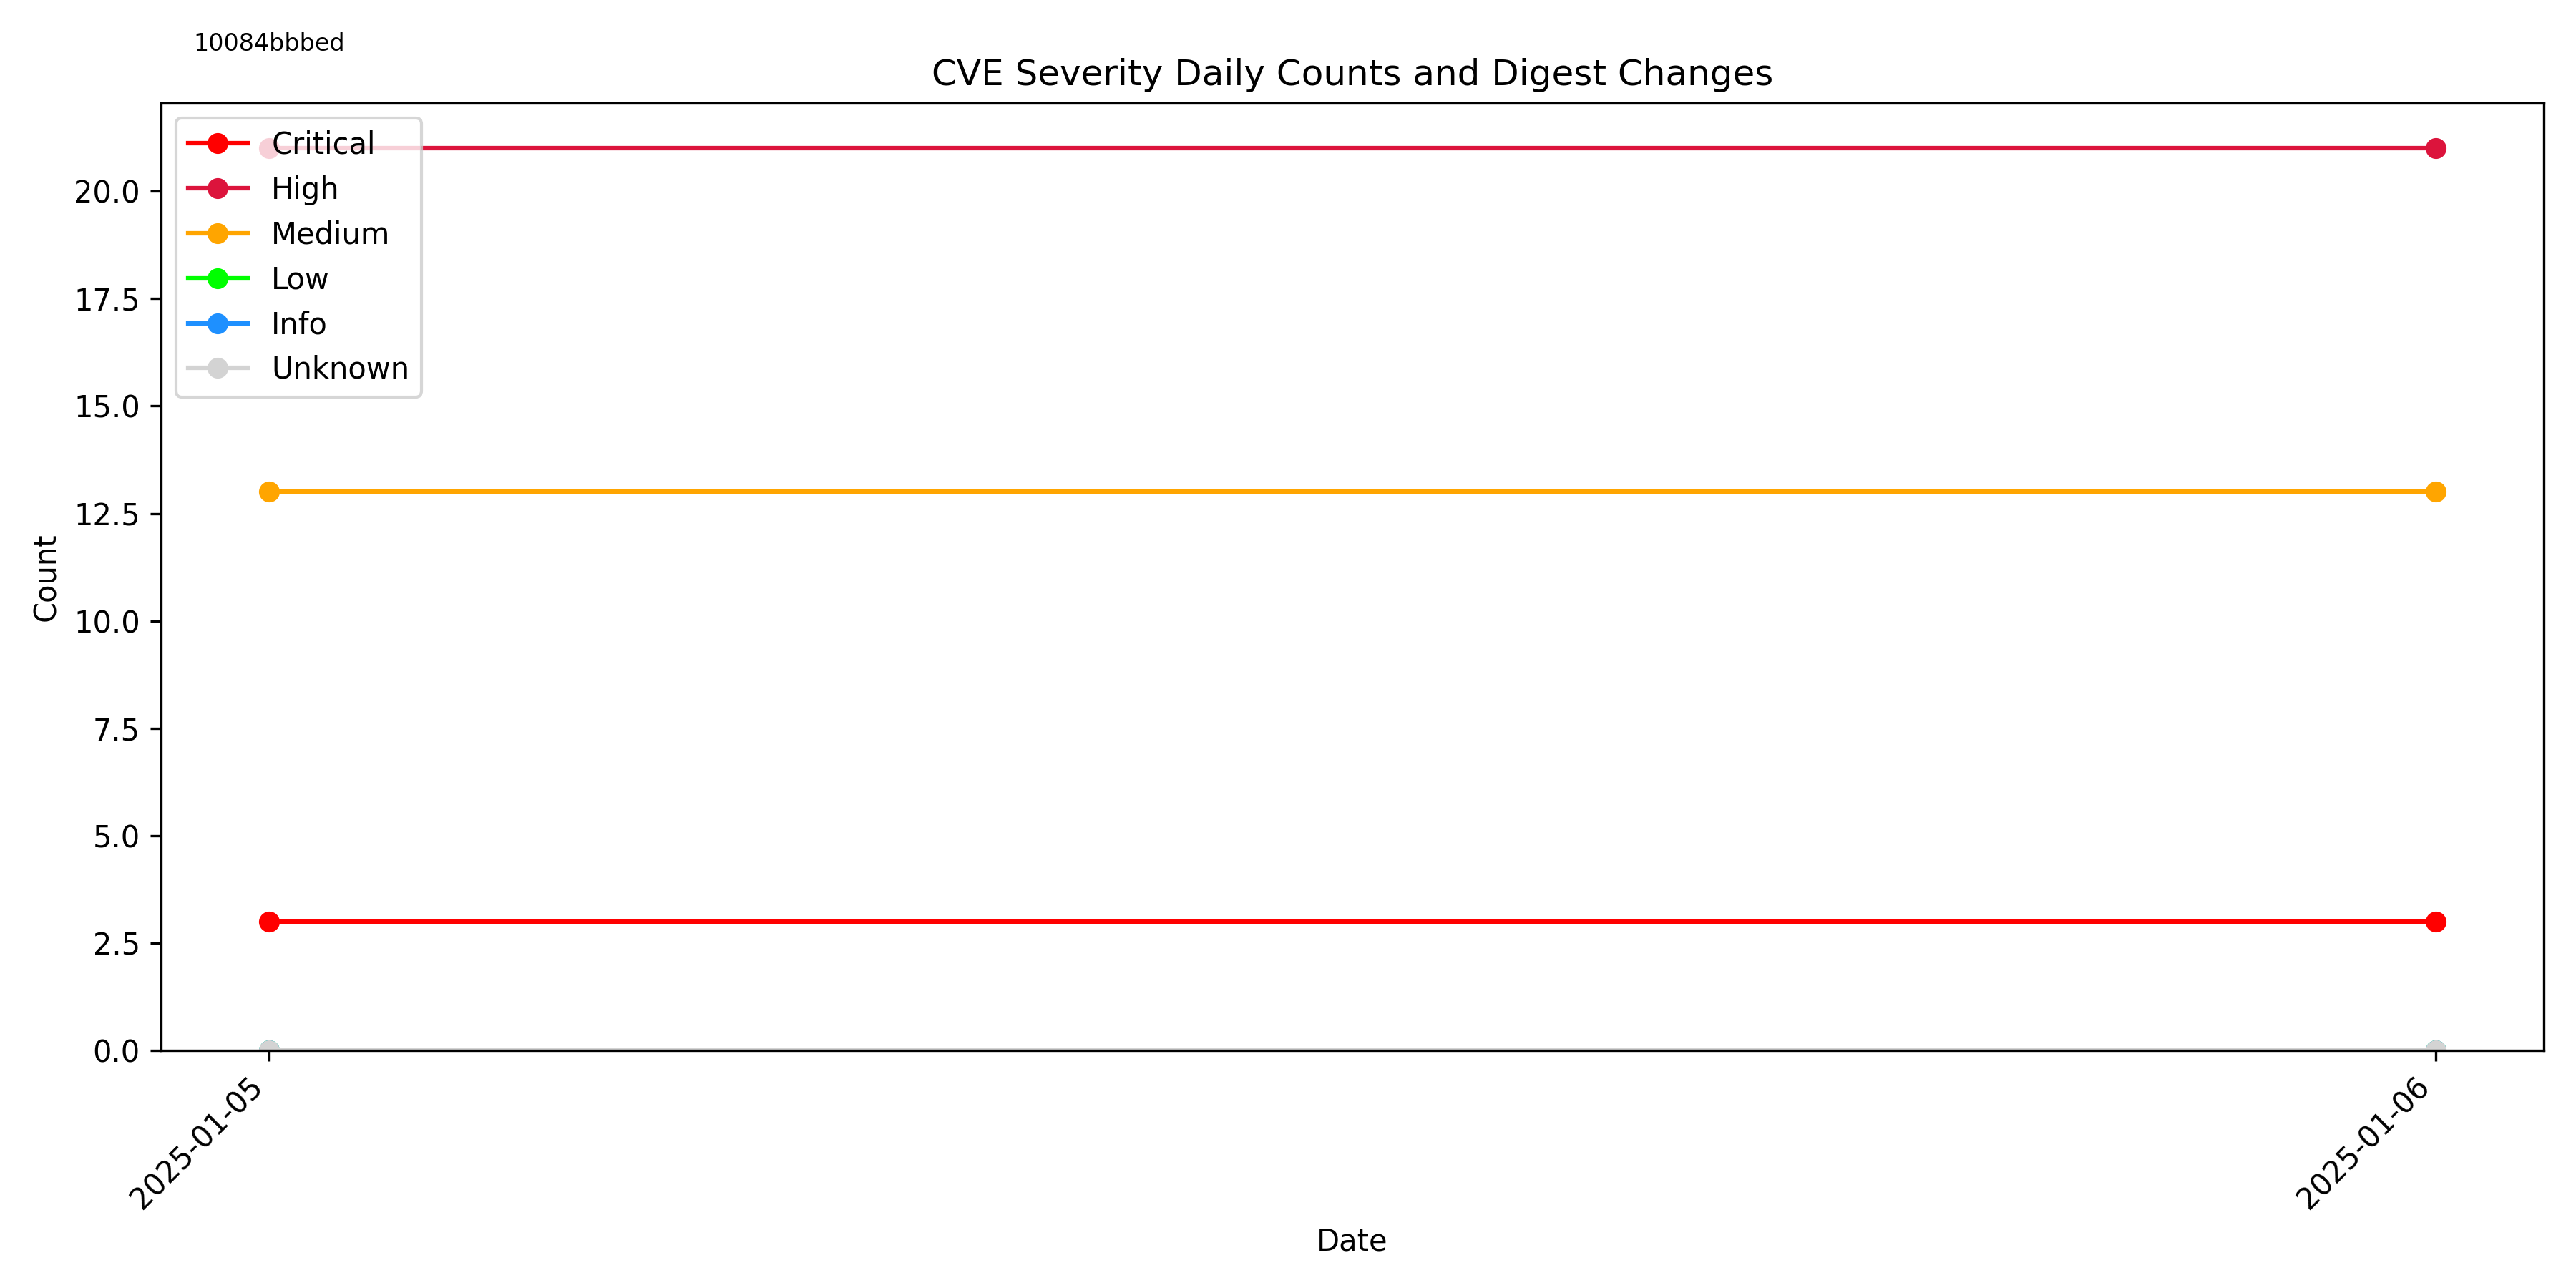 10084bbbed
CVE Severity Daily Counts and Digest Changes
Critical
High
Medium
Low
Info
Unknown
20.0
17.5
15.0
12.5
10.0
7.5
5.0
2.5
0.0
Count
2025-01-05
2025-01-06
Date